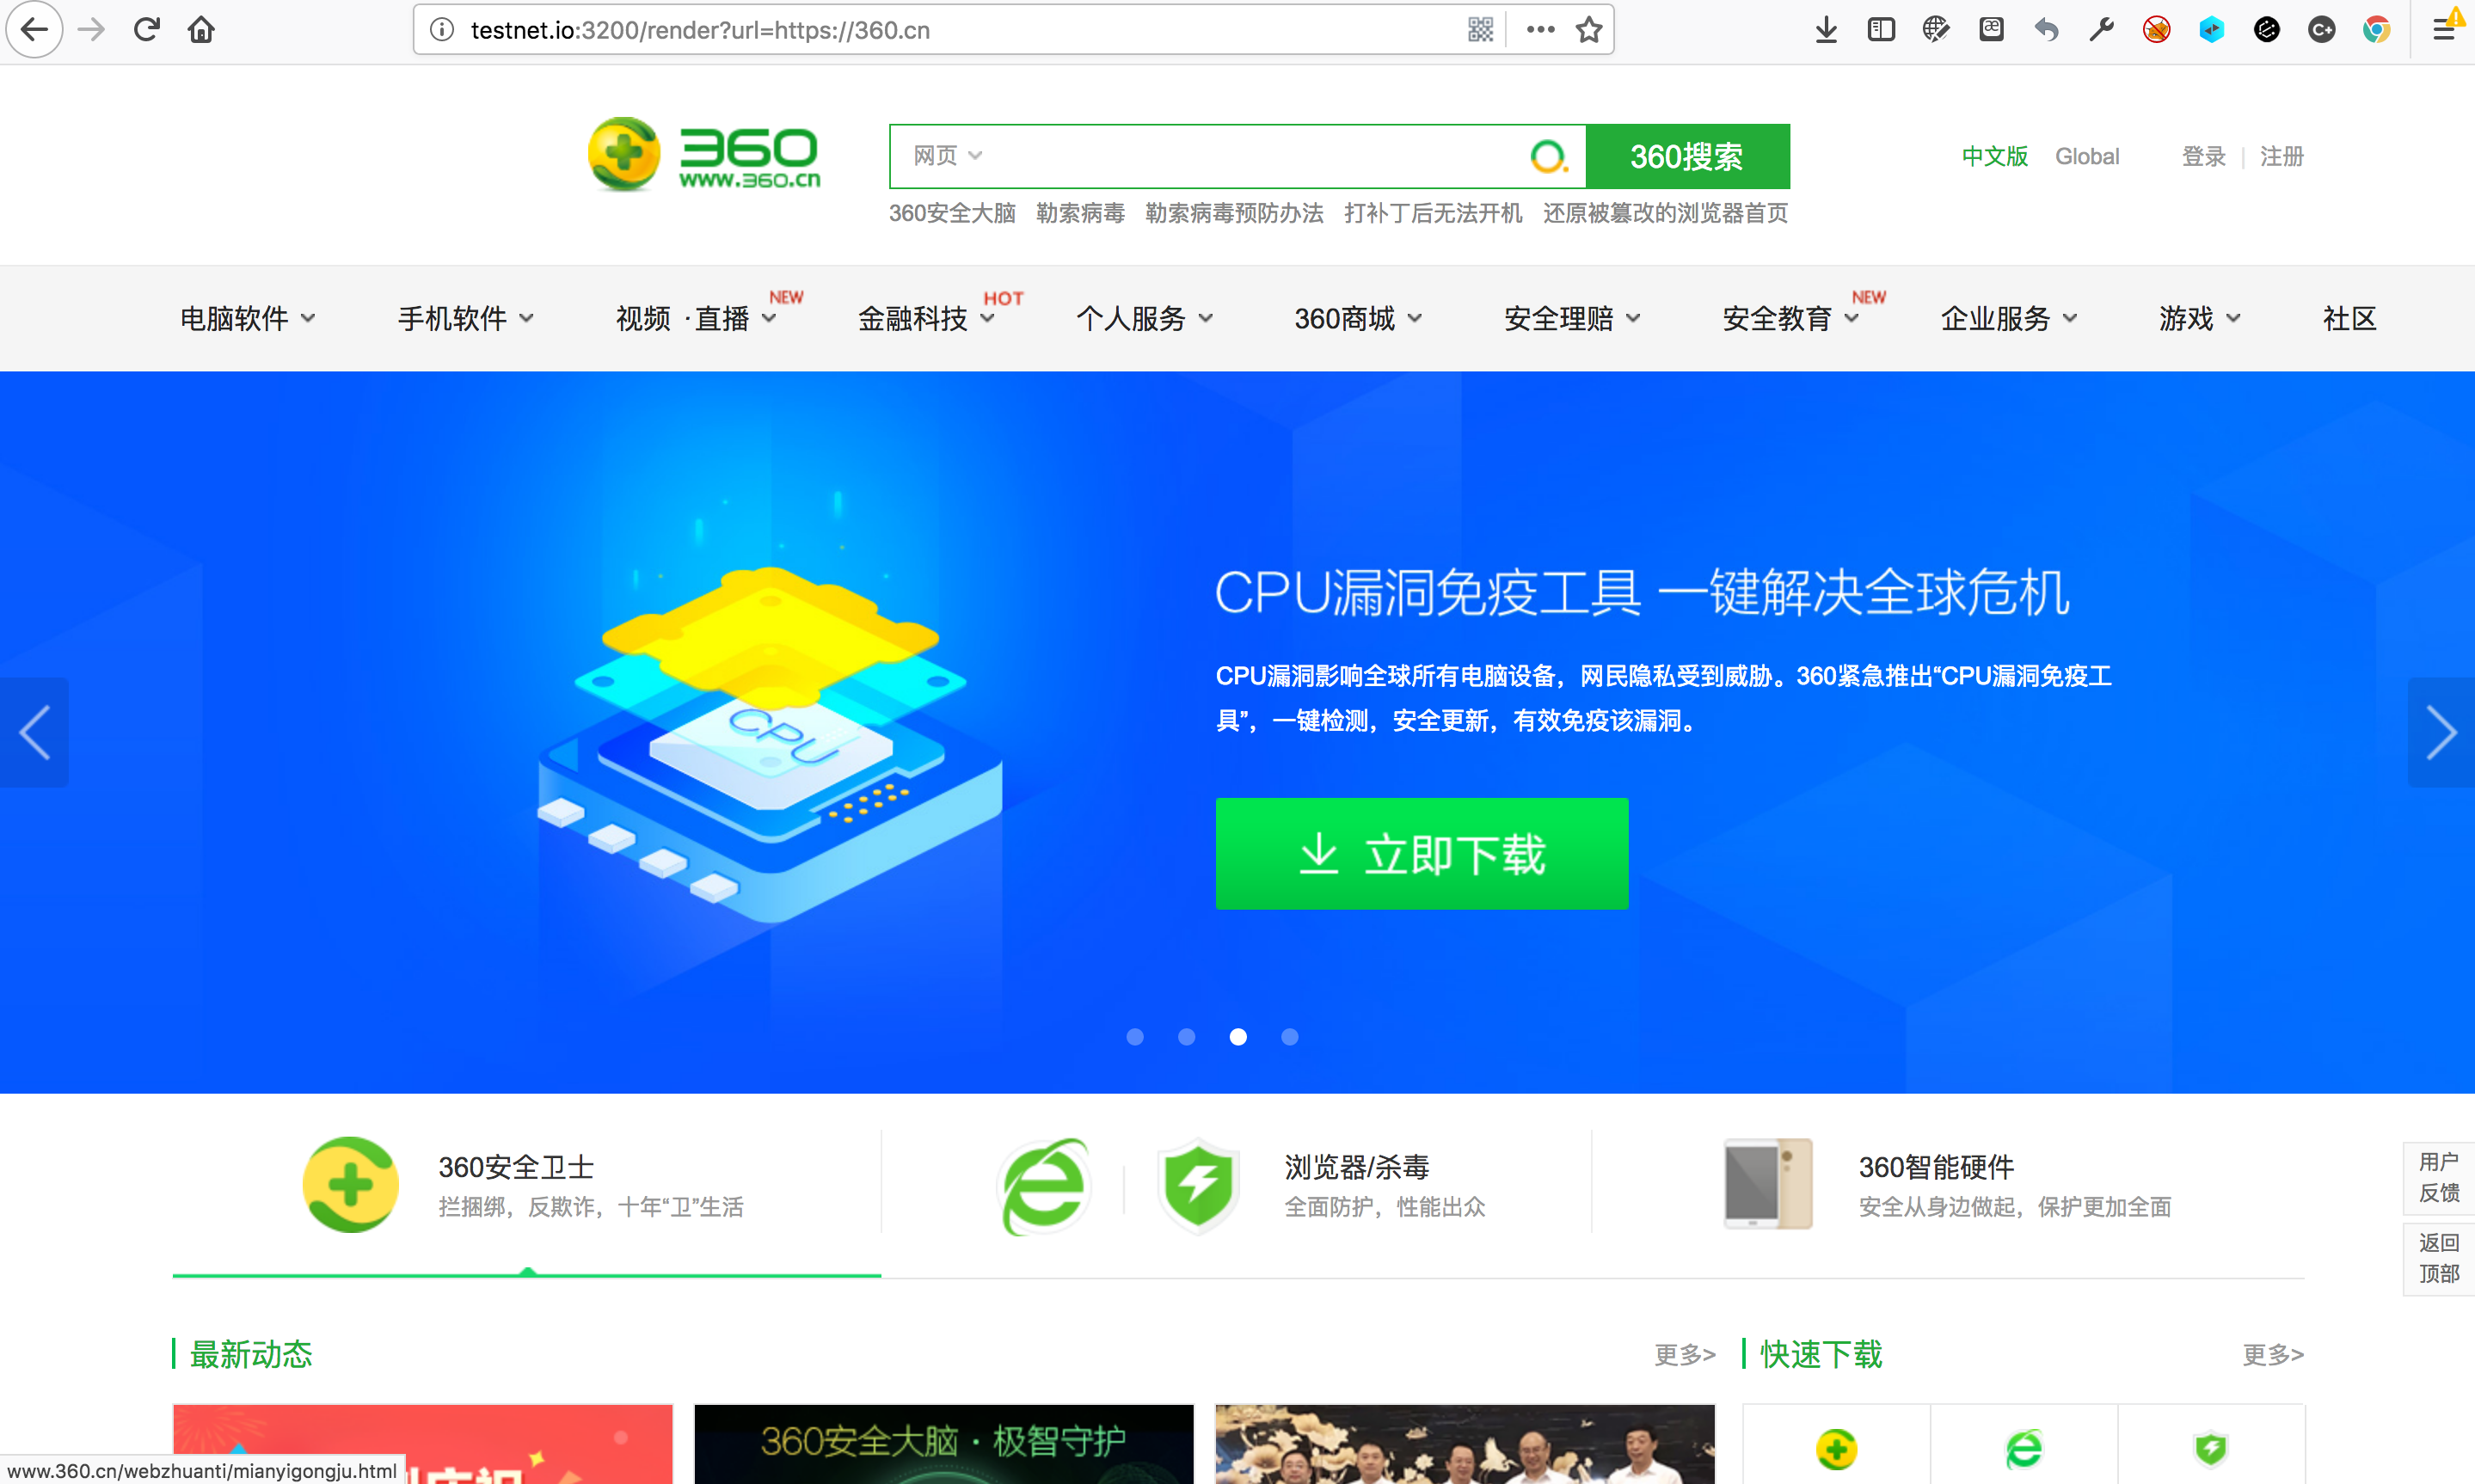 testnet.io:3200/render?url=https://360.cn
360
www.360.cn
网页
360搜索
中文版 Global 登录 注册
360安全大脑 勒索病毒 勒索病毒预防办法 打补丁后无法开机 还原被篡改的浏览器首页
电脑软件 手机软件 视频 ·直播 NEW 金融科技 HOT 个人服务 360商城 安全理赔 安全教育 NEW 企业服务 游戏 社区
CPU漏洞免疫工具 一键解决全球危机
CPU漏洞影响全球所有电脑设备，网民隐私受到威胁。360紧急推出“CPU漏洞免疫工
具”，一键检测，安全更新，有效免疫该漏洞。
CPU
立即下载
360安全卫士
拦捆绑，反欺诈，十年“卫”生活
浏览器/杀毒
全面防护，性能出众
360智能硬件
安全从身边做起，保护更加全面
用户
反馈
返回
顶部
最新动态 更多>
快速下载 更多>
360安全大脑·极智守护
www.360.cn/webzhuanti/mianyigongju.html